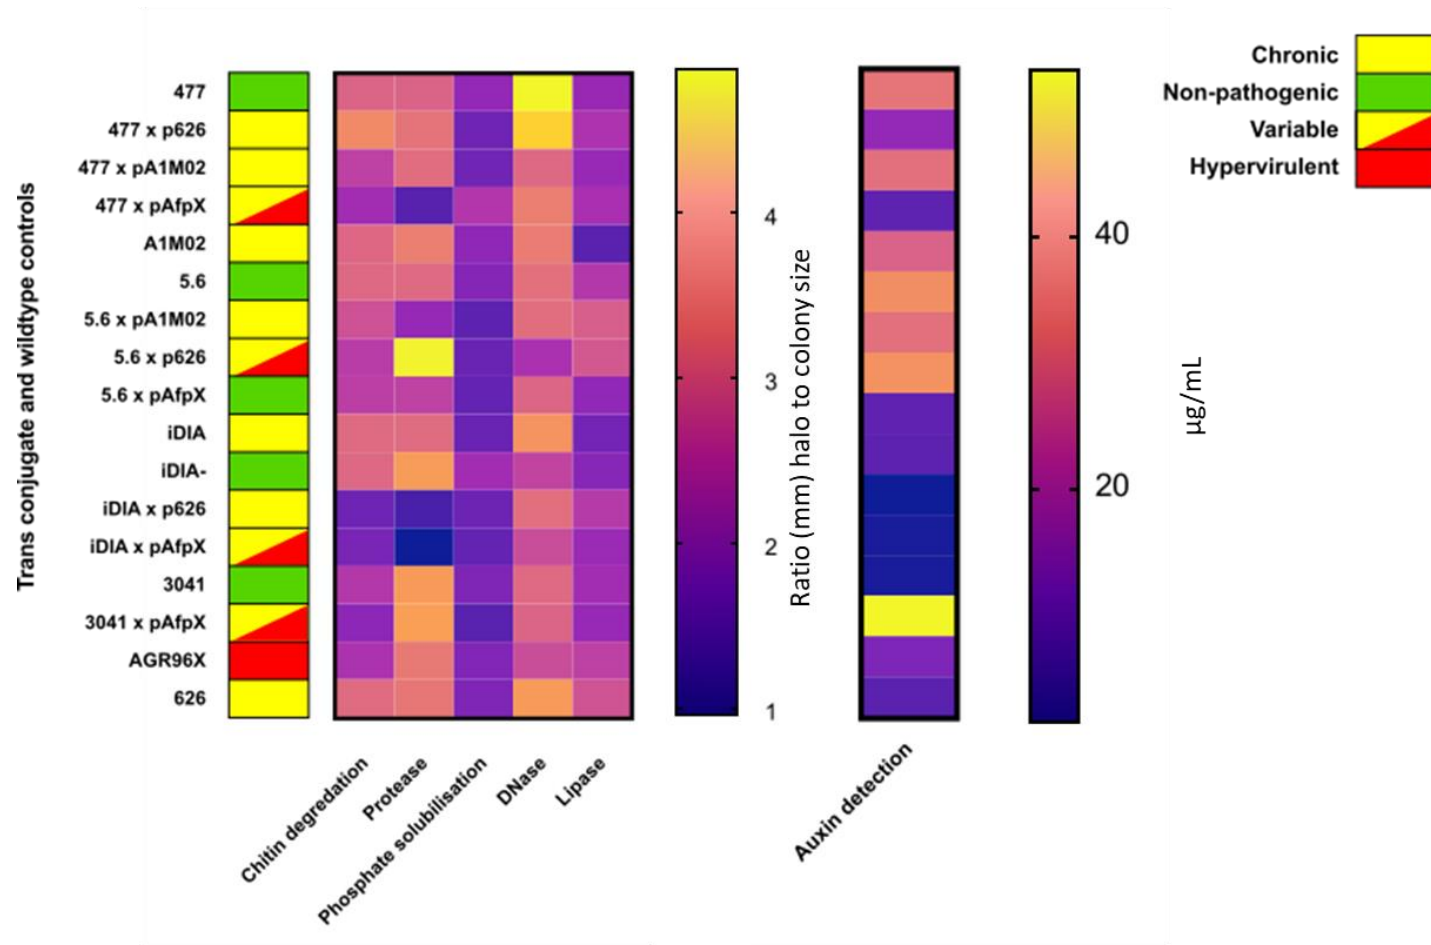 Chronic
Non-pathogenic
Variable
Hypervirulent
Trans conjugate and wildtype controls
477
477 x p626
477 x pA1M02
477 x pAfpX
A1M02
5.6
5.6 x pA1M02
5.6 x p626
5.6 x pAfpX
iDIA
iDIA-
iDIA x p626
iDIA x pAfpX
3041
3041 x pAfpX
AGR96X
626
Chitin degredation
Protease
Phosphate solubilisation
DNase
Lipase
4
3
2
1
Ratio (mm) halo to colony size
Auxin detection
40
20
µg/mL